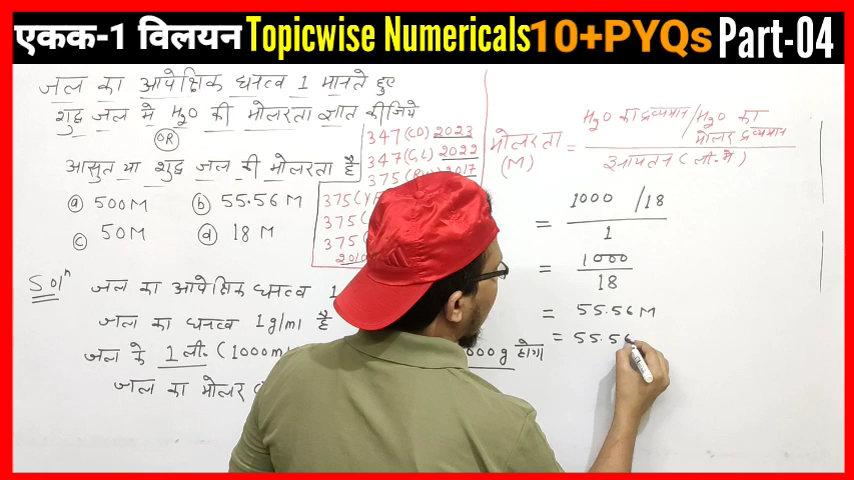 एकक-1 विलयन Topicwise Numericals 10+PYQs Part-04
जल का आपेक्षिक घनत्व 1 मानते हुए
शुद्ध जल में H₂O की मोलरता ज्ञात कीजिये
OR
आसुत या शुद्ध जल की मोलरता है
ⓐ 500M ⓑ 55.56 M
ⓒ 50M ⓓ 18 M
347(CD) 2023
347(GL) 2022
375( 2017
375(
375(
375(
2010
Solⁿ जल का आपेक्षिक घनत्व 1
जल का घनत्व 1g/ml है
जल के 1 ली. (1000m 000g होगा
जल का मोलर
मोलरता (M) = H₂O का द्रव्यमान / H₂O का मोलर द्रव्यमान
आयतन (ली. में)
= 1000 / 18
1
= 1000
18
= 55.56 M
= 55.56